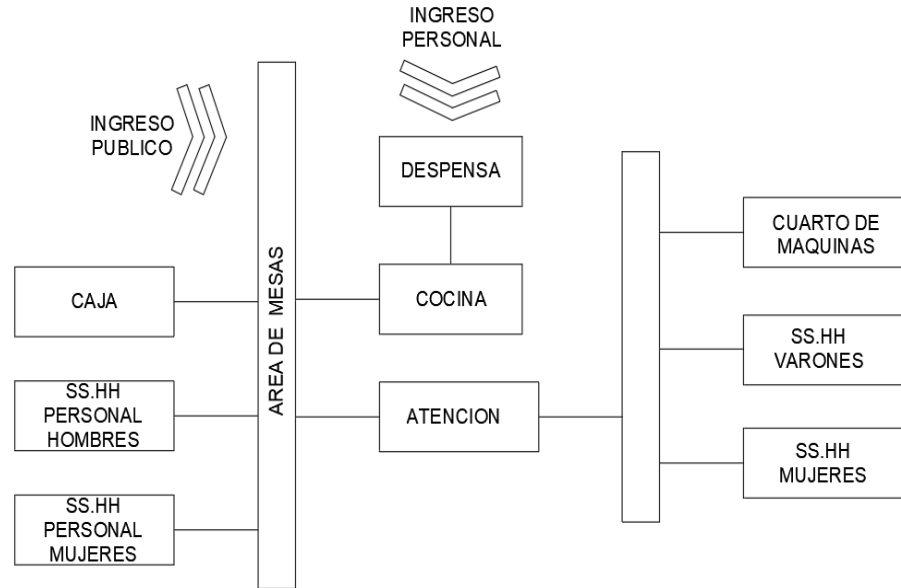 INGRESO
PERSONAL
INGRESO
PUBLICO
DESPENSA
CUARTO DE
MAQUINAS
AREA DE MESAS
CAJA
COCINA
SS.HH
VARONES
SS.HH
PERSONAL
HOMBRES
ATENCION
SS.HH
MUJERES
SS.HH
PERSONAL
MUJERES